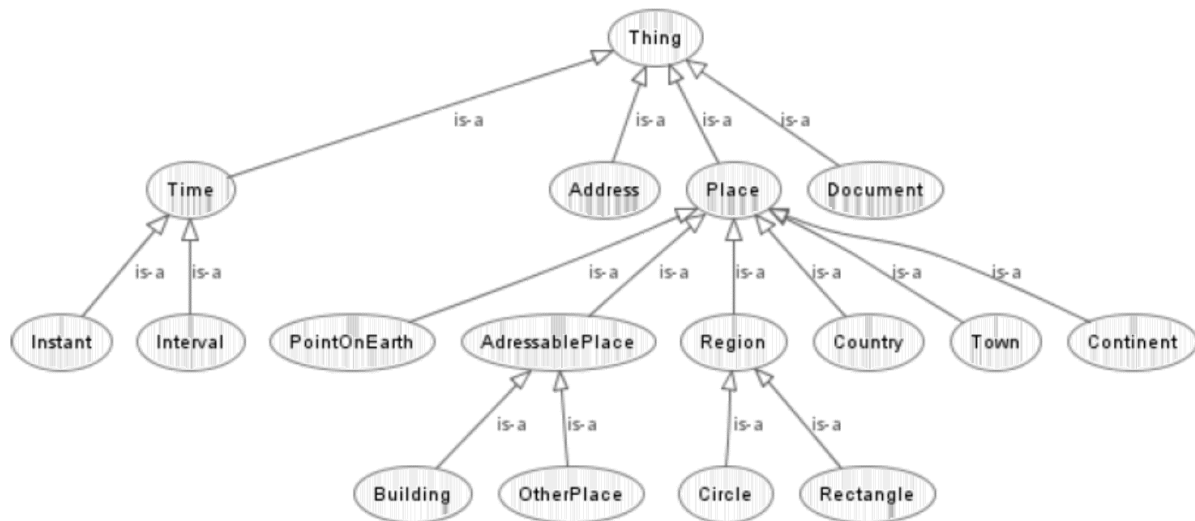 Thing
is-a
is-a is-a is-a
Time Address Place Document
is-a is-a is-a is-a is-a is-a is-a is-a
Instant Interval PointOnEarth AdressablePlace Region Country Town Continent
is-a is-a is-a is-a
Building OtherPlace Circle Rectangle